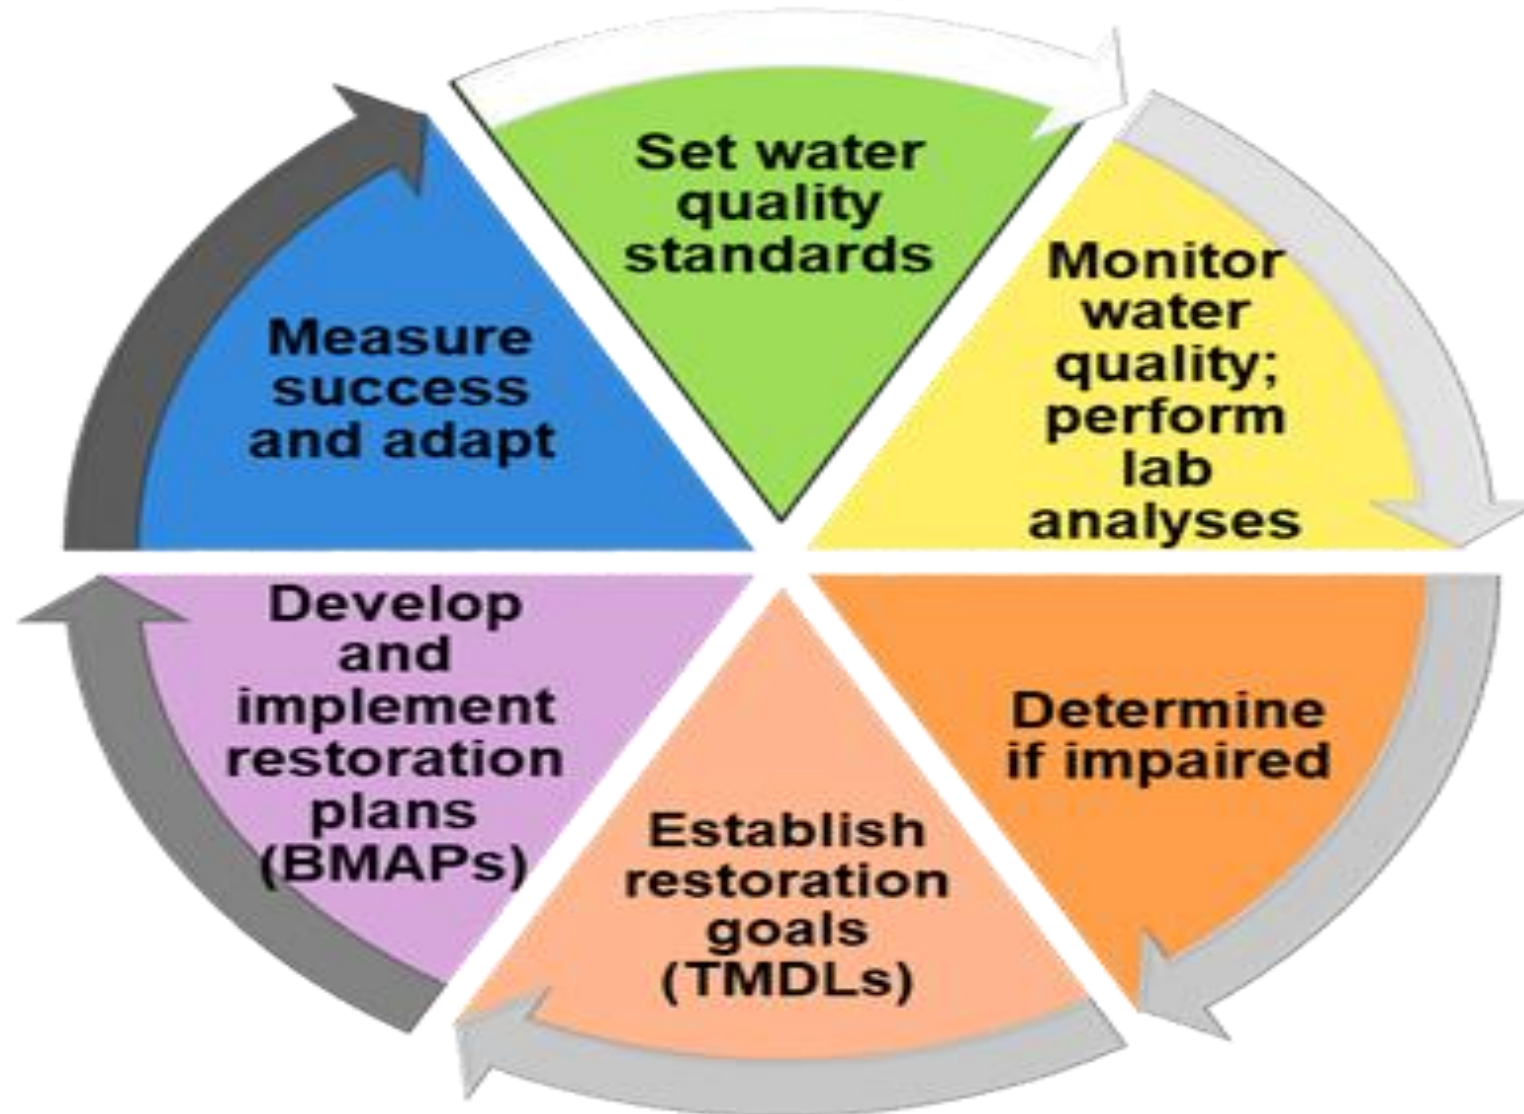 Set water
quality
standards
Monitor
water
quality;
perform
lab
analyses
Determine
if impaired
Establish
restoration
goals
(TMDLs)
Develop
and
implement
restoration
plans
(BMAPs)
Measure
success
and adapt